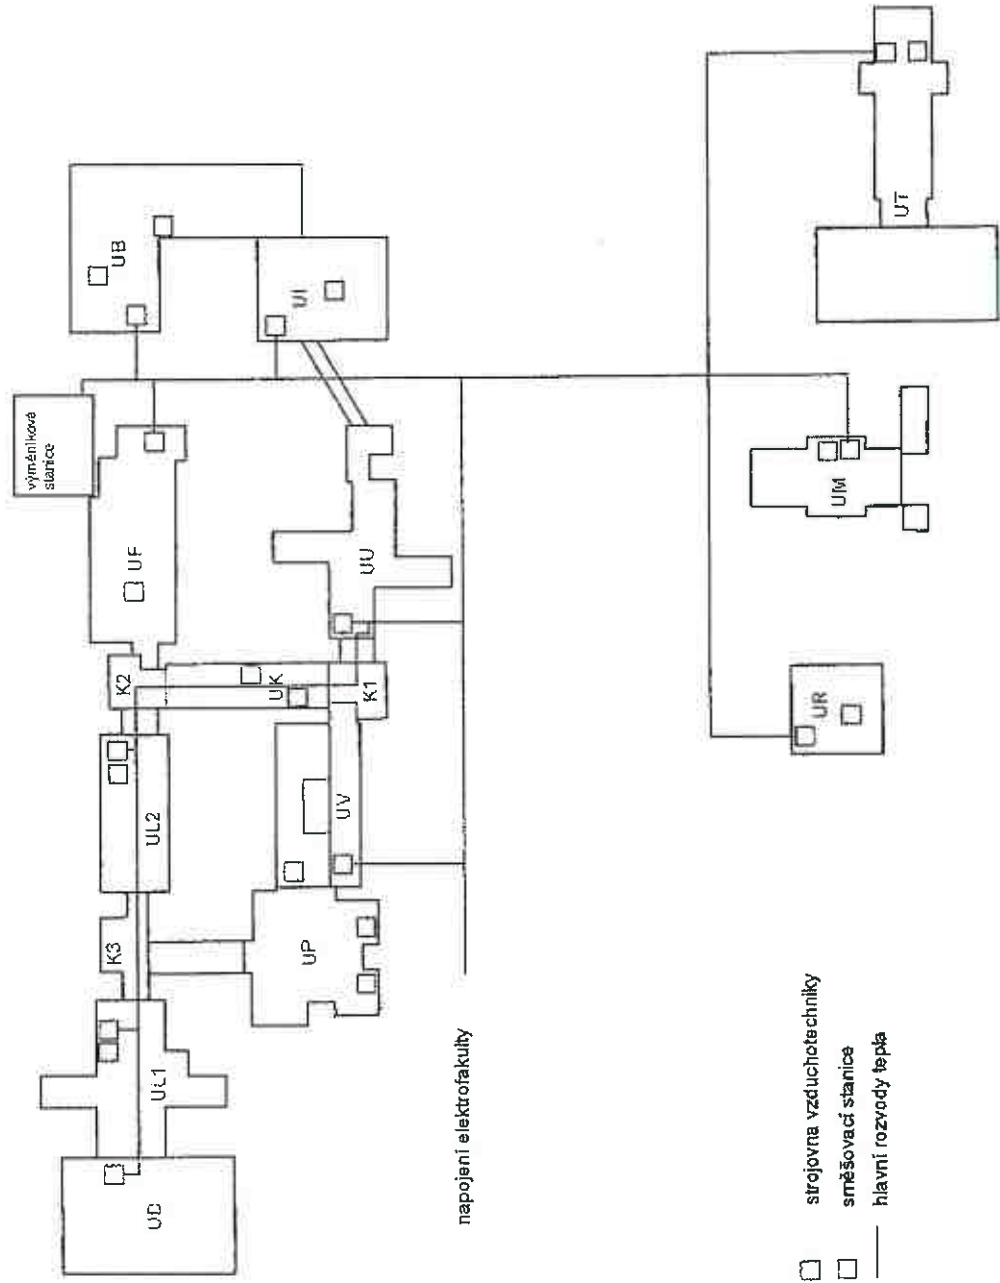 výměníková
stanice
K3
K2
UB
UF
UD
UL1
UL2
UK
UI
UP
UV
K1
UU
napojení elektrofakulty
UR
UM
UT
strojovna vzduchotechniky
směšovací stanice
hlavní rozvody tepla